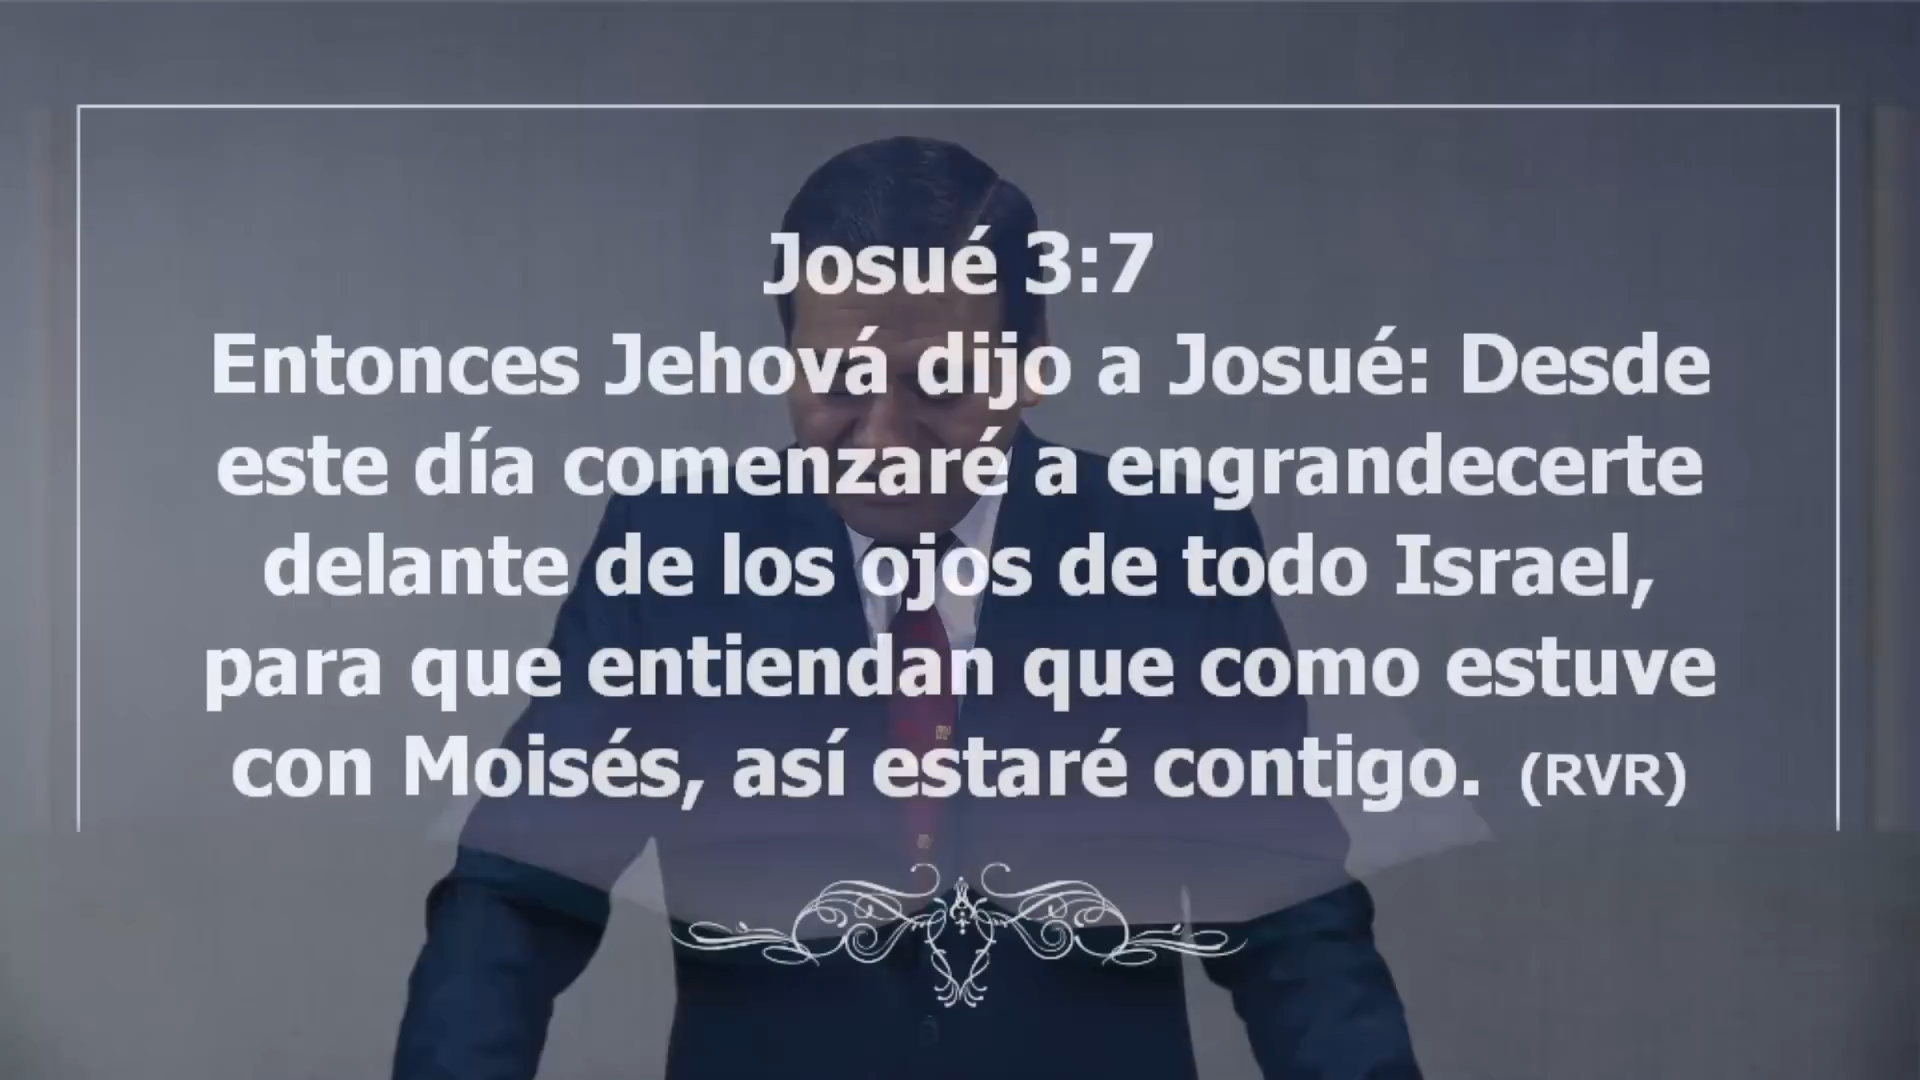 Josué 3:7
Entonces Jehová dijo a Josué: Desde
este día comenzaré a engrandecerte
delante de los ojos de todo Israel,
para que entiendan que como estuve
con Moisés, así estaré contigo. (RVR)